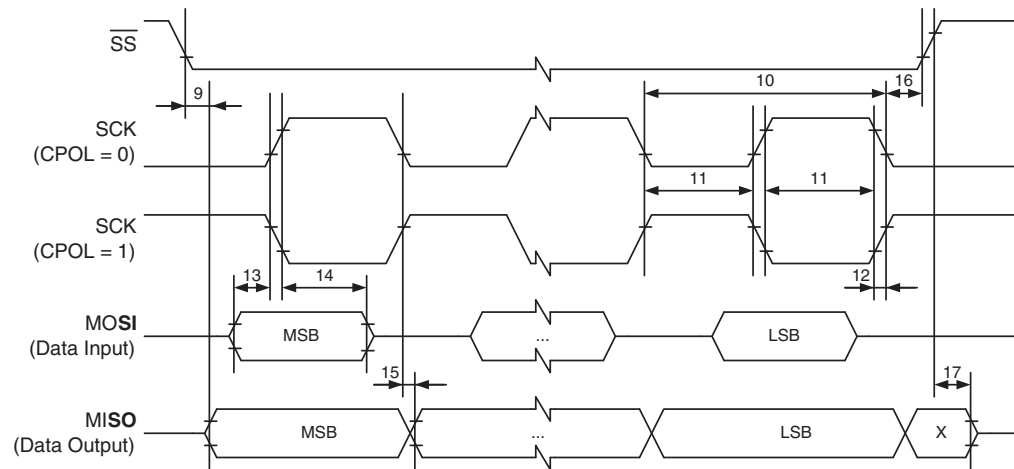 SS
9
10
16
SCK
(CPOL = 0)
11
11
SCK
(CPOL = 1)
13
14
12
MOSI
(Data Input)
MSB
...
LSB
15
17
MISO
(Data Output)
MSB
...
LSB
X